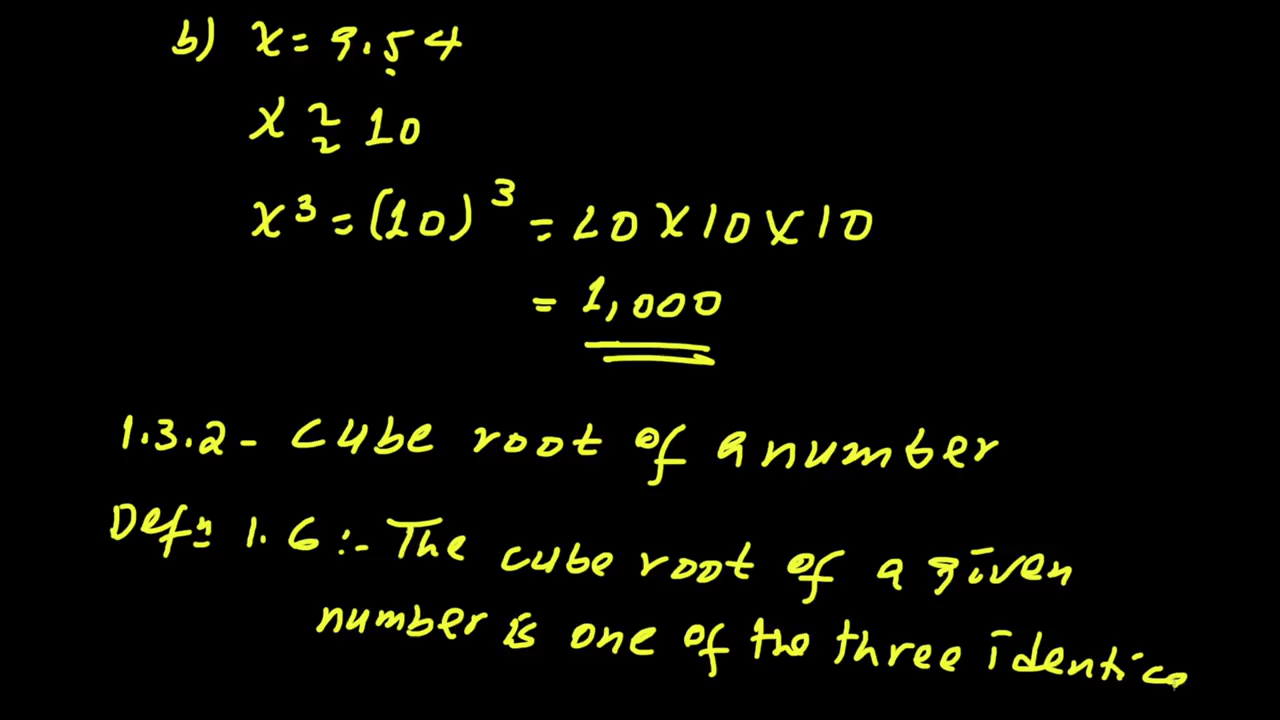 b) x = 9.54
x ≈ 10
x³ = (10)³ = 10 x 10 x 10
= 1,000
1.3.2 - cube root of a number
Defn 1.6 :- The cube root of a given
number is one of the three identica